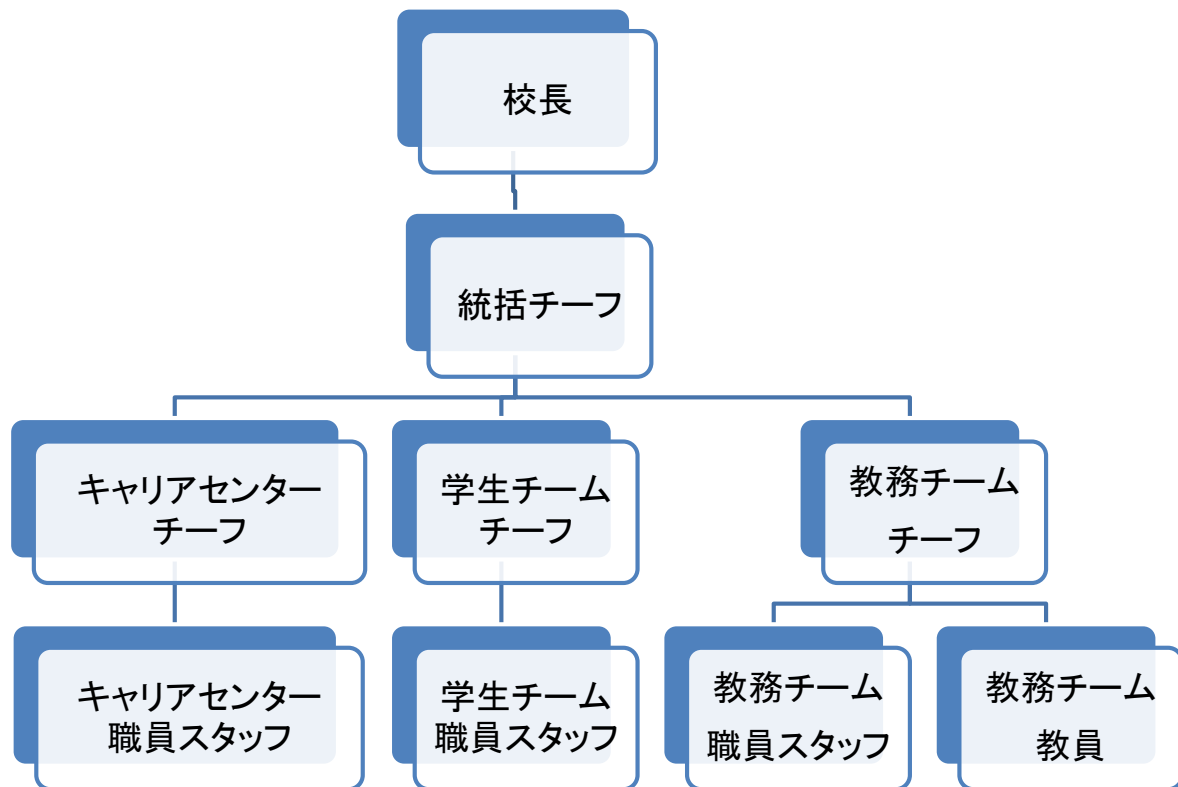 校長
統括チーフ
キャリアセンター
チーフ
学生チーム
チーフ
教務チーム
チーフ
キャリアセンター
職員スタッフ
学生チーム
職員スタッフ
教務チーム
職員スタッフ
教務チーム
教員